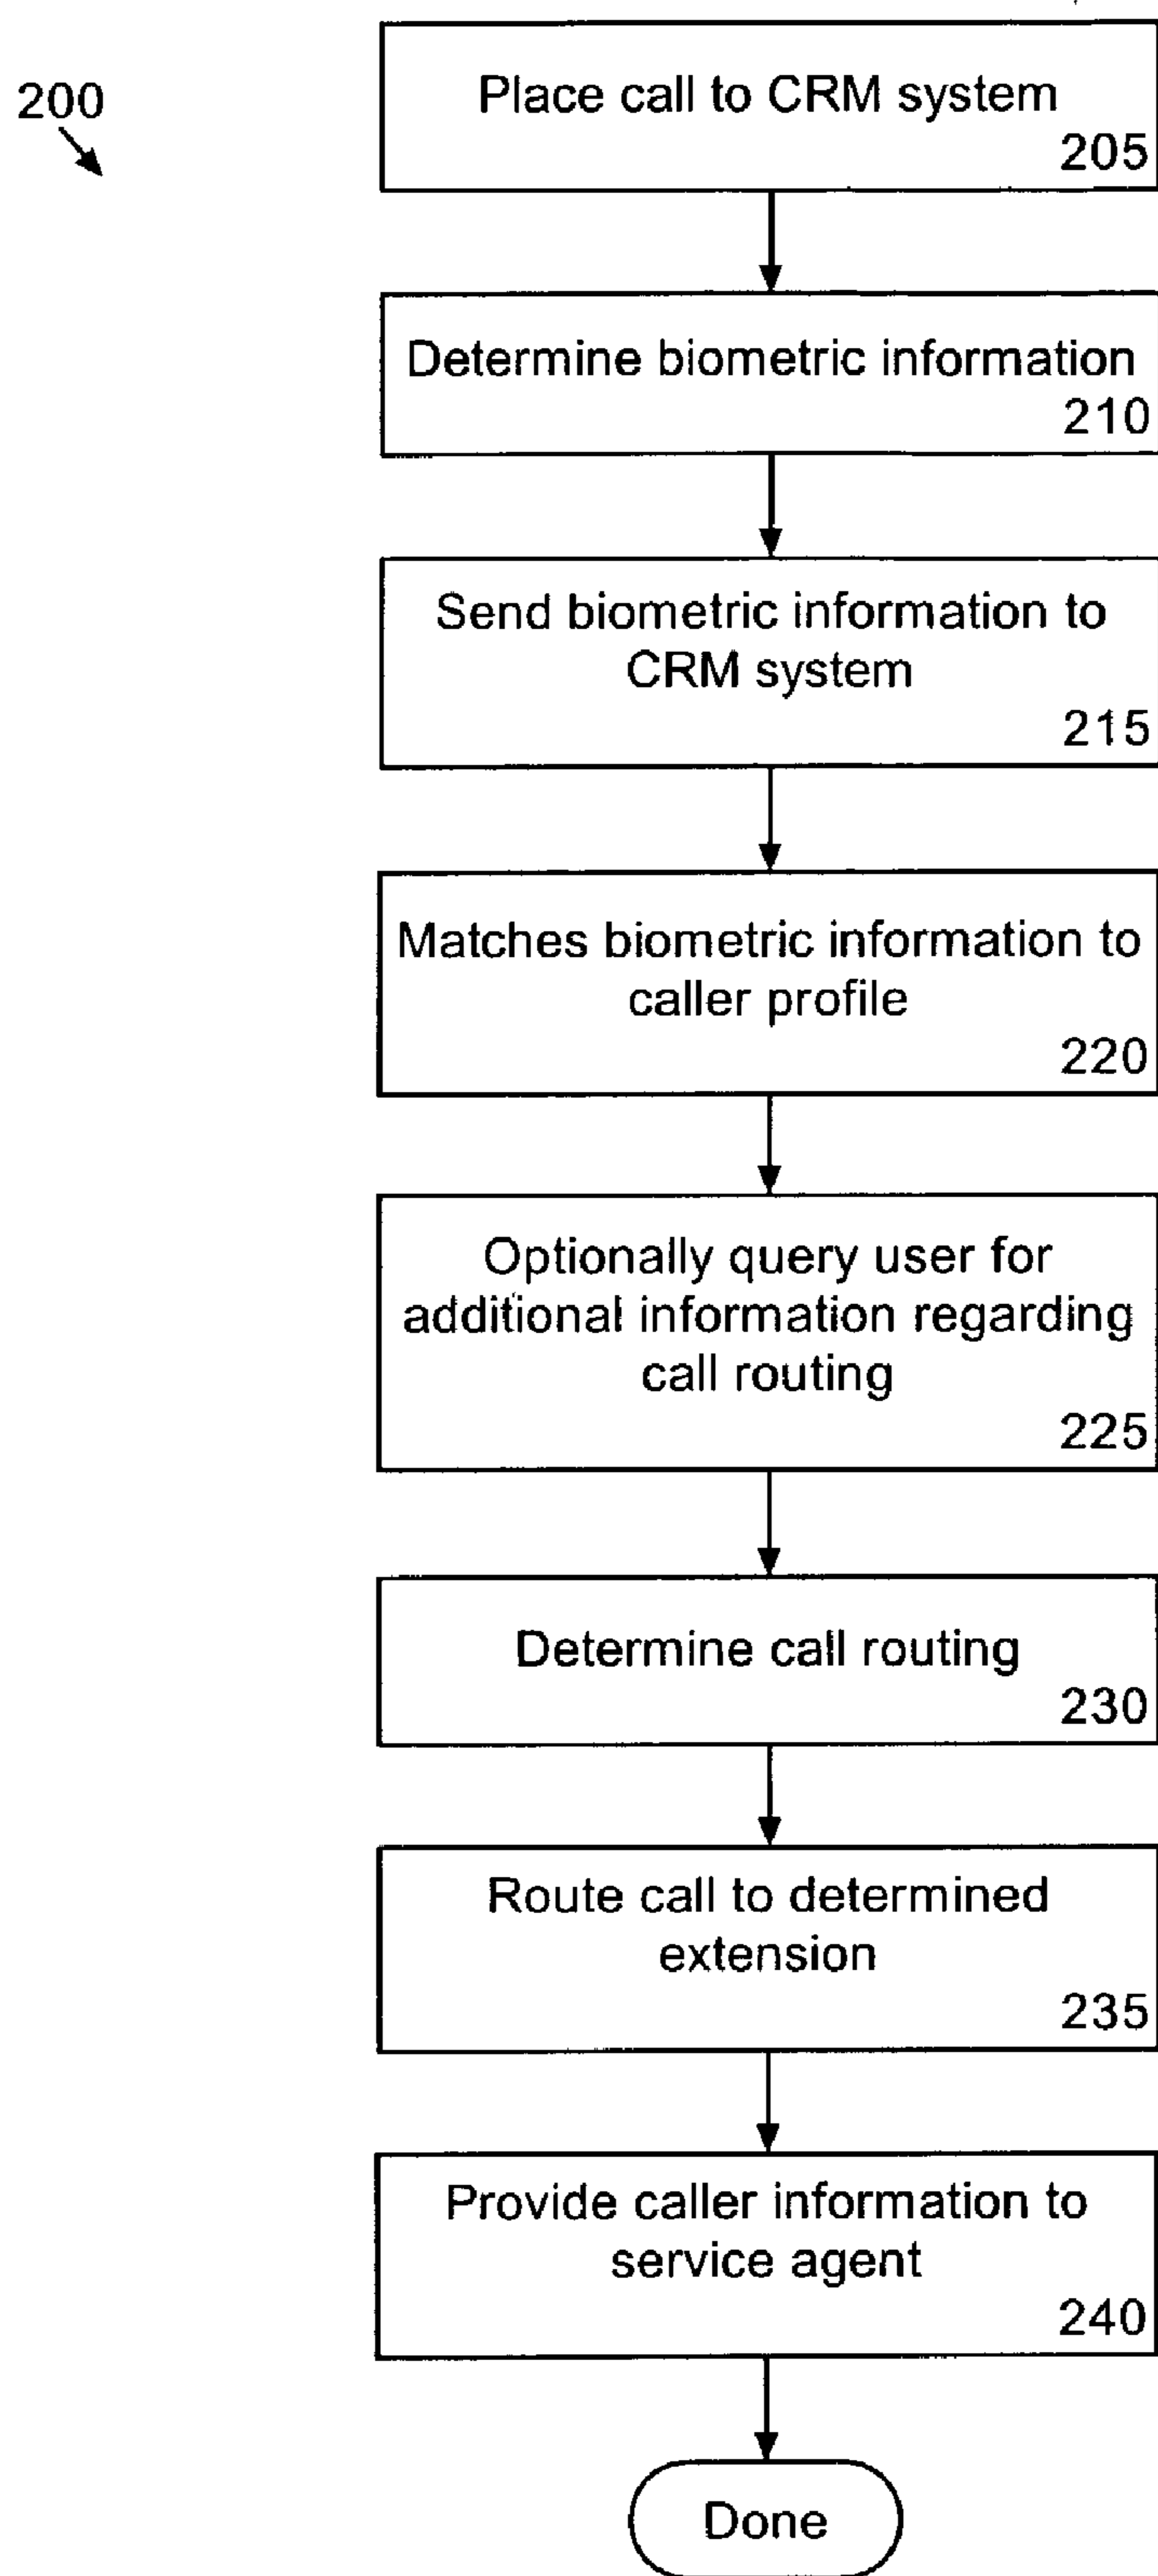 200
Place call to CRM system
205
Determine biometric information
210
Send biometric information to
CRM system
215
Matches biometric information to
caller profile
220
Optionally query user for
additional information regarding
call routing
225
Determine call routing
230
Route call to determined
extension
235
Provide caller information to
service agent
240
Done